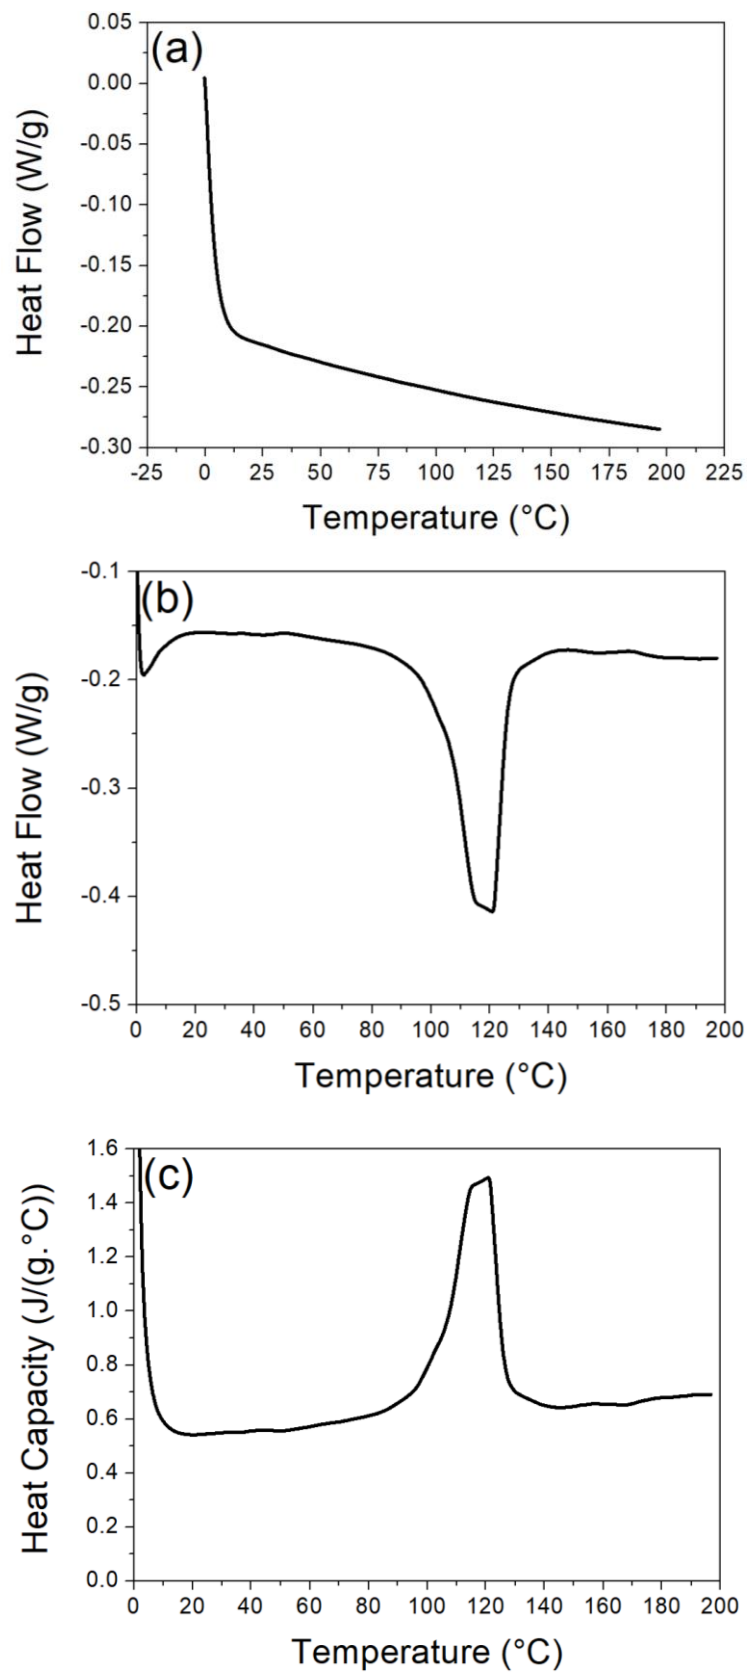 (a)
0.05
0.00
-0.05
-0.10
-0.15
-0.20
-0.25
-0.30
Heat Flow (W/g)
-25 0 25 50 75 100 125 150 175 200 225
Temperature (°C)
(b)
-0.1
-0.2
-0.3
-0.4
-0.5
Heat Flow (W/g)
0 20 40 60 80 100 120 140 160 180 200
Temperature (°C)
(c)
1.6
1.4
1.2
1.0
0.8
0.6
0.4
0.2
0.0
Heat Capacity (J/(g.°C))
0 20 40 60 80 100 120 140 160 180 200
Temperature (°C)